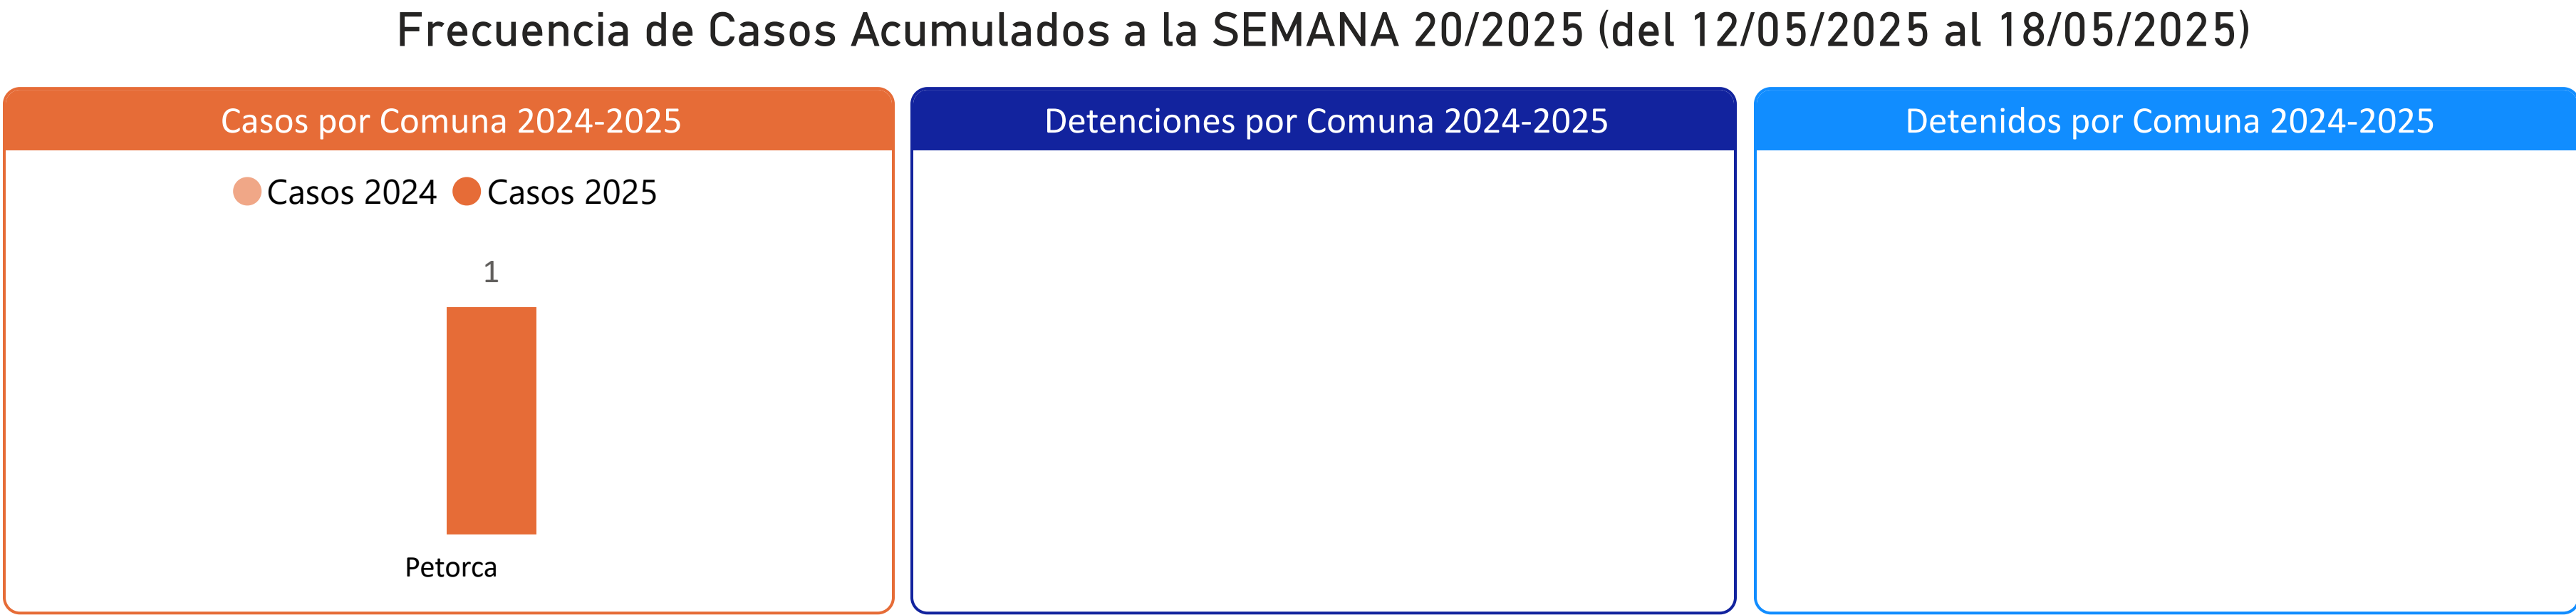 Frecuencia de Casos Acumulados a la SEMANA 20/2025 (del 12/05/2025 al 18/05/2025)
Casos por Comuna 2024-2025
Casos 2024 Casos 2025
1
Petorca
Detenciones por Comuna 2024-2025
Detenidos por Comuna 2024-2025